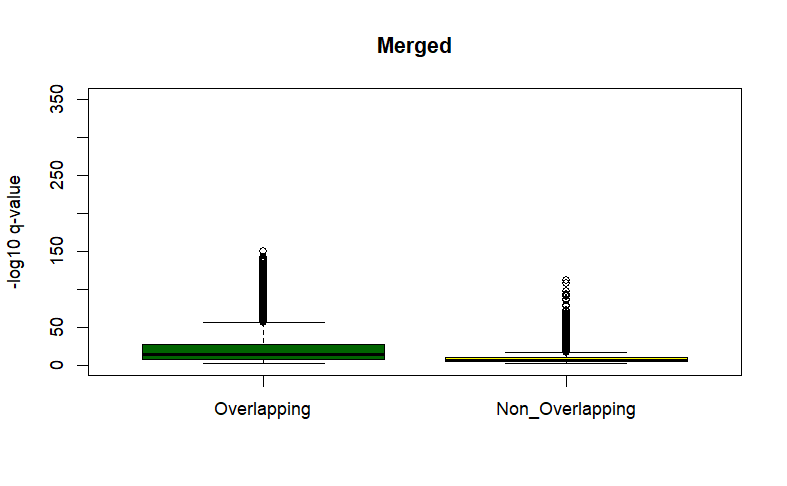 Merged
-log10 q-value
350
250
150
50
0
Overlapping
Non_Overlapping